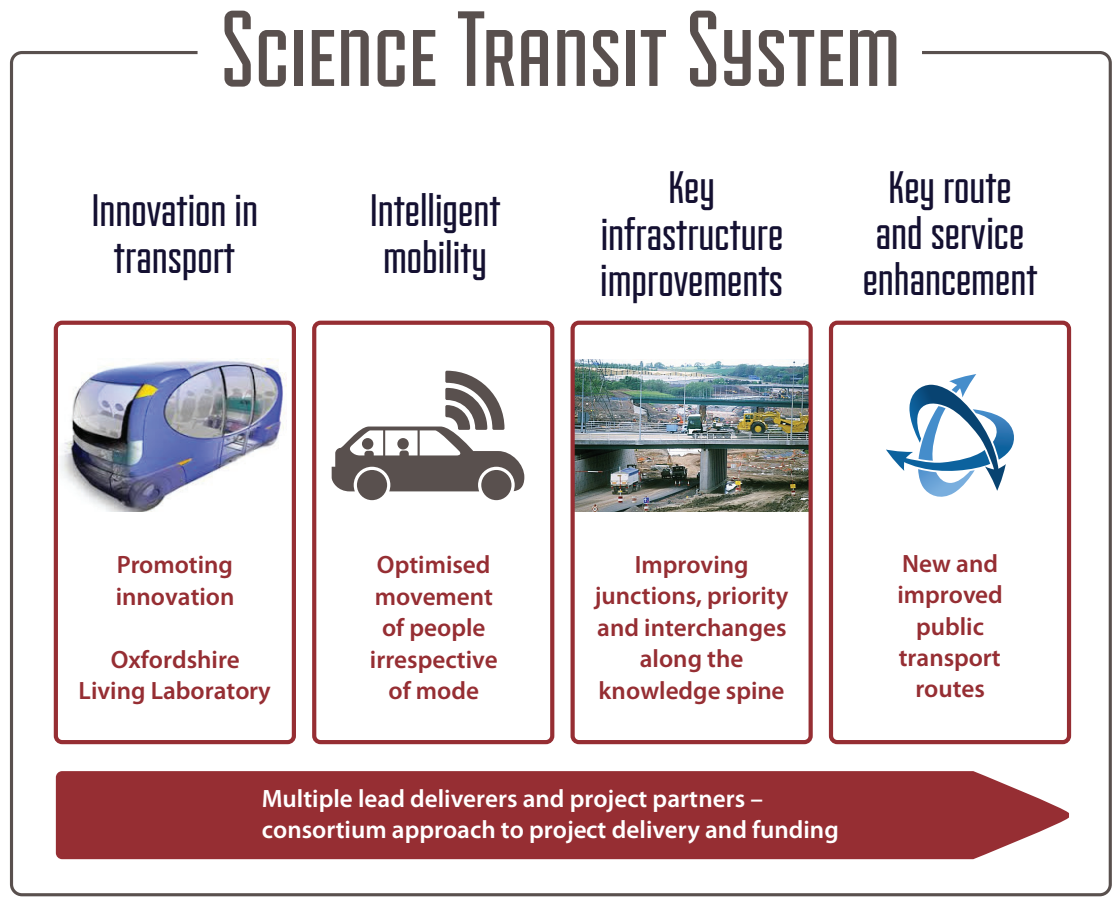 Science Transit System
Innovation in
transport
Intelligent
mobility
Key
infrastructure
improvements
Key route
and service
enhancement
Promoting
innovation
Oxfordshire
Living Laboratory
Optimised
movement
of people
irrespective
of mode
Improving
junctions, priority
and interchanges
along the
knowledge spine
New and
improved
public
transport
routes
Multiple lead deliverers and project partners –
consortium approach to project delivery and funding